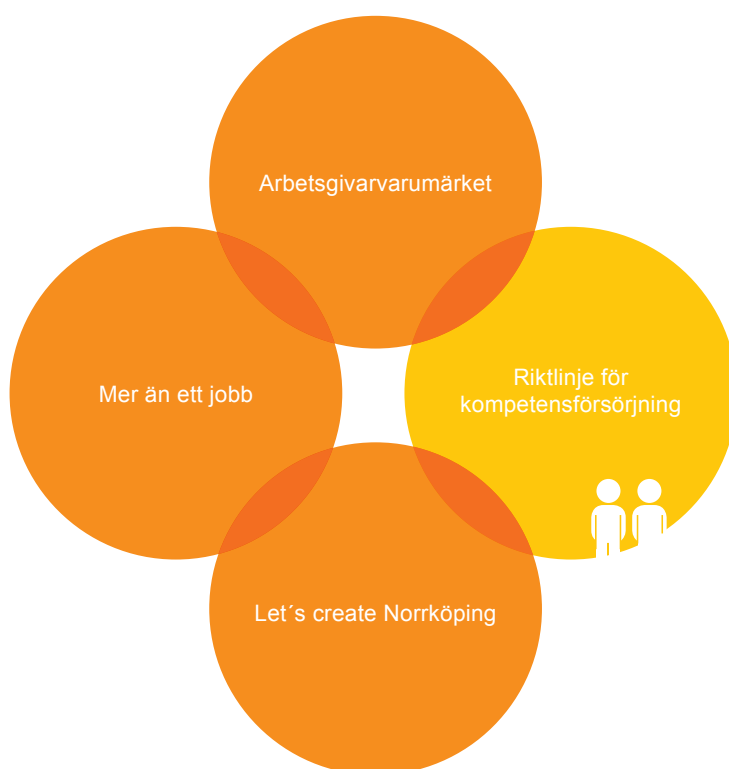 Arbetsgivarvarumärket
Mer än ett jobb
Riktlinje för
kompetensförsörjning
Let´s create Norrköping